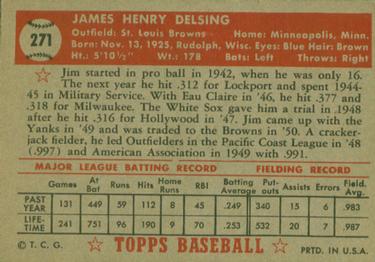 271
JAMES HENRY DELSING
Outfield: St. Louis Browns Home: Minneapolis, Minn.
Born: Nov. 13, 1925, Rudolph, Wisc. Eyes: Blue Hair: Brown
Ht.: 5'10½" Wt.: 178 Bats: Left Throws: Right
Jim started in pro ball in 1942, when he was only 16.
The next year he hit .312 for Lockport and spent 1944-
45 in Military Service. With Eau Claire in '46, he hit .377 and
.318 for Milwaukee. The White Sox gave him a trial in 1948
after he hit .316 for Hollywood in '47. Jim came up with the
Yanks in '49 and was traded to the Browns in '50. A cracker-
jack fielder, he led Outfielders in the Pacific Coast League in '48
(.997) and American Association in 1949 with .991.
MAJOR LEAGUE BATTING RECORD FIELDING RECORD
Games At Bat Runs Hits Home Runs RBI Batting Average Put-outs Assists Errors Field. Avg.
PAST YEAR 131 449 59 112 8 45 .249 340 15 6 .983
LIFE-TIME 241 751 96 190 8 70 .253 532 20 9 .984
© T. C. G. TOPPS BASEBALL PRTD. IN U.S.A.